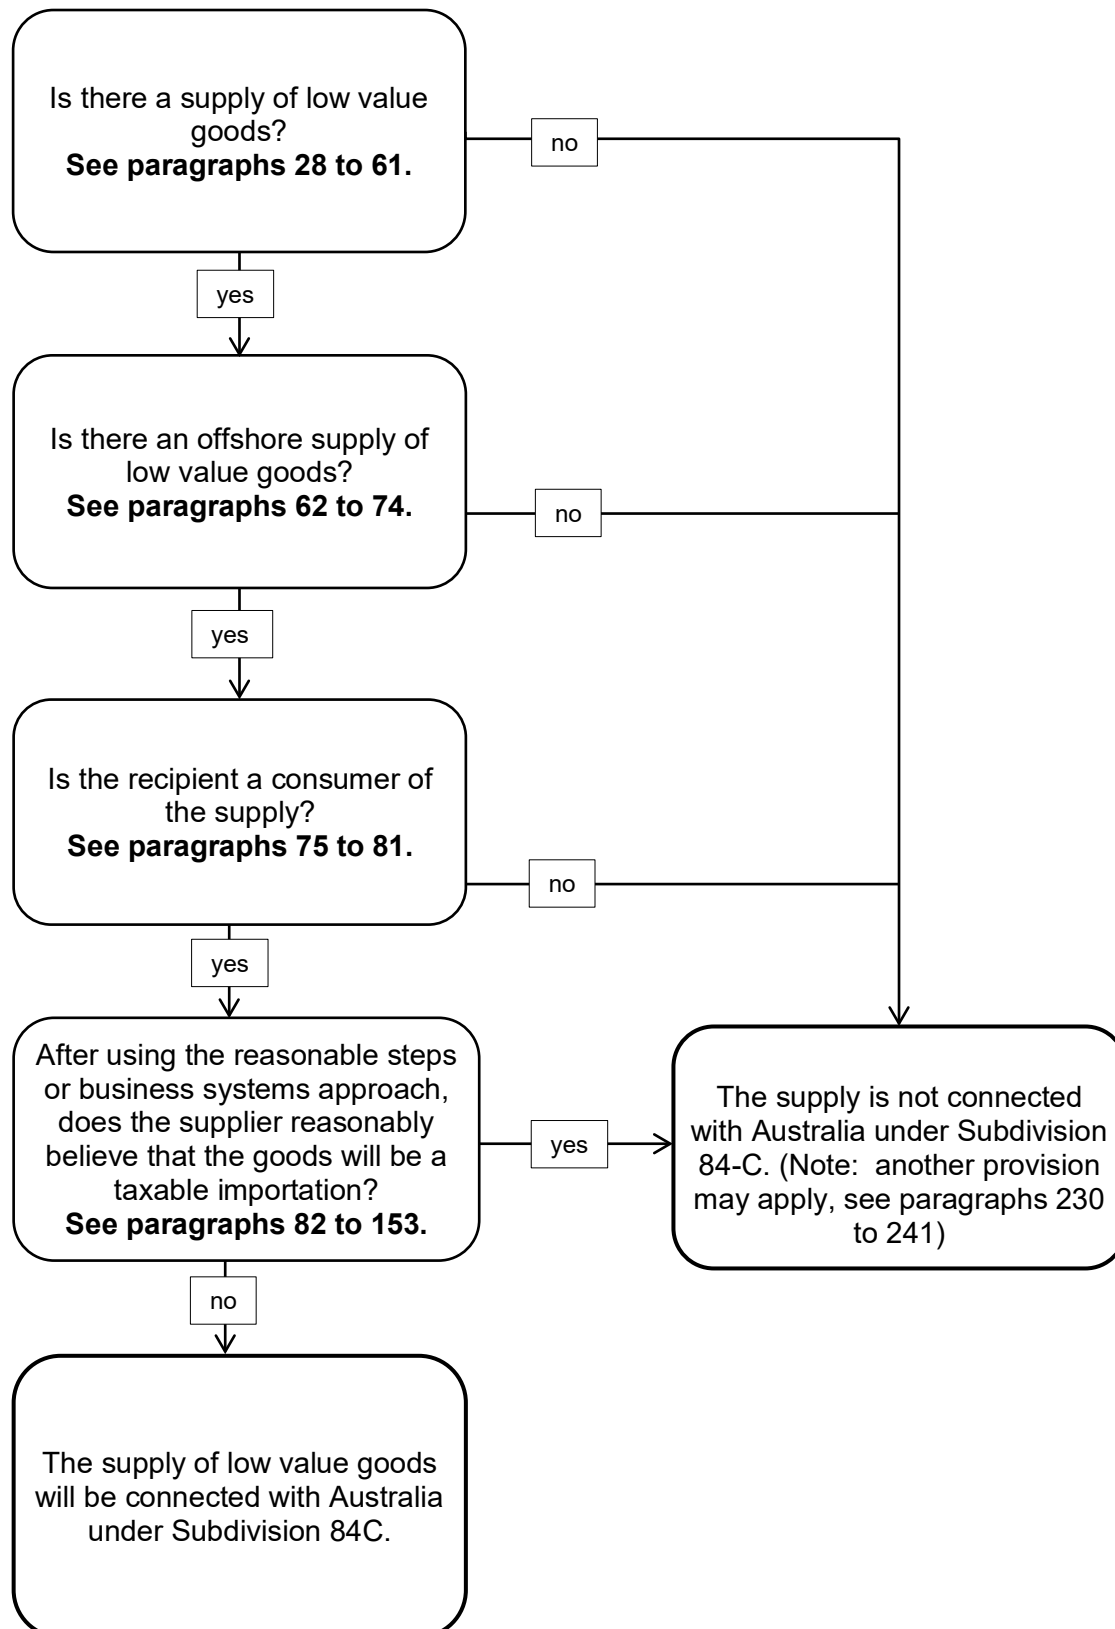 Is there a supply of low value
goods?
See paragraphs 28 to 61.
no
yes
Is there an offshore supply of
low value goods?
See paragraphs 62 to 74.
no
yes
Is the recipient a consumer of
the supply?
See paragraphs 75 to 81.
no
yes
After using the reasonable steps
or business systems approach,
does the supplier reasonably
believe that the goods will be a
taxable importation?
See paragraphs 82 to 153.
yes
The supply is not connected
with Australia under Subdivision
84-C. (Note:  another provision
may apply, see paragraphs 230
to 241)
no
The supply of low value goods
will be connected with Australia
under Subdivision 84C.